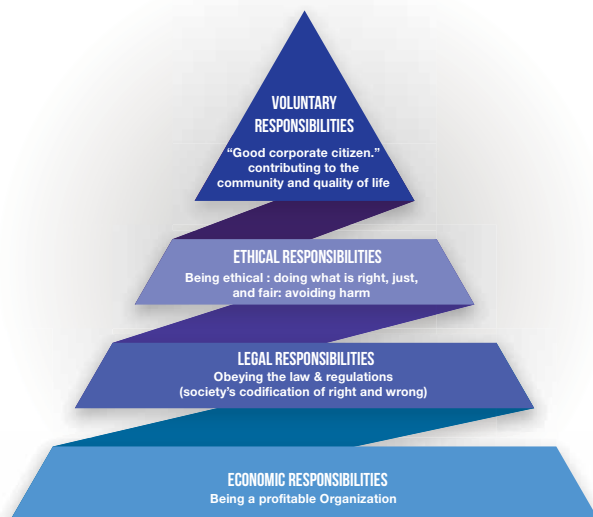 VOLUNTARY
RESPONSIBILITIES
“Good corporate citizen.”
contributing to the
community and quality of life
ETHICAL RESPONSIBILITIES
Being ethical : doing what is right, just,
and fair: avoiding harm
LEGAL RESPONSIBILITIES
Obeying the law & regulations
(society’s codification of right and wrong)
ECONOMIC RESPONSIBILITIES
Being a profitable Organization